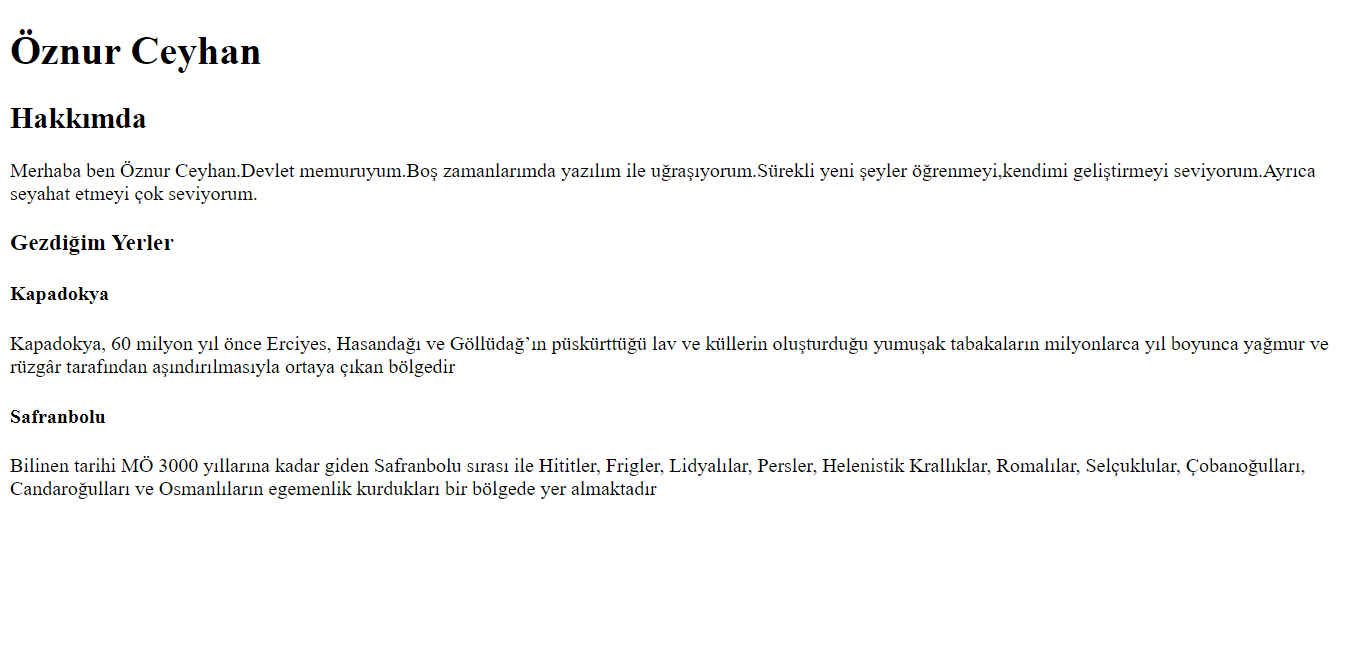 Öznur Ceyhan
Hakkımda
Merhaba ben Öznur Ceyhan.Devlet memuruyum.Boş zamanlarımda yazılım ile uğraşıyorum.Sürekli yeni şeyler öğrenmeyi,kendimi geliştirmeyi seviyorum.Ayrıca
seyahat etmeyi çok seviyorum.
Gezdiğim Yerler
Kapadokya
Kapadokya, 60 milyon yıl önce Erciyes, Hasandağı ve Göllüdağ’ın püskürttüğü lav ve küllerin oluşturduğu yumuşak tabakaların milyonlarca yıl boyunca yağmur ve
rüzgâr tarafından aşındırılmasıyla ortaya çıkan bölgedir
Safranbolu
Bilinen tarihi MÖ 3000 yıllarına kadar giden Safranbolu sırası ile Hititler, Frigler, Lidyalılar, Persler, Helenistik Krallıklar, Romalılar, Selçuklular, Çobanoğulları,
Candaroğulları ve Osmanlıların egemenlik kurdukları bir bölgede yer almaktadır